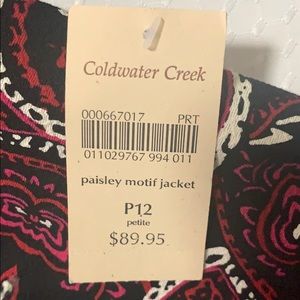 Coldwater Creek
000667017 PRT
011029767 994 011
paisley motif jacket
P12
petite
$89.95